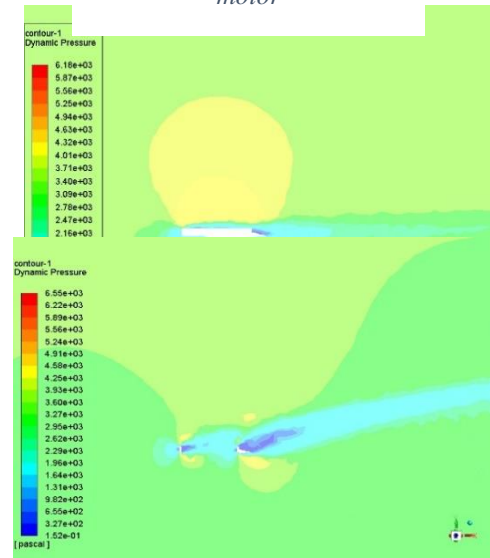 motor
contour-1
Dynamic Pressure
6.18e+03
5.87e+03
5.56e+03
5.25e+03
4.94e+03
4.63e+03
4.32e+03
4.01e+03
3.71e+03
3.40e+03
3.09e+03
2.78e+03
2.47e+03
2.16e+03
contour-1
Dynamic Pressure
6.55e+03
6.22e+03
5.89e+03
5.56e+03
5.24e+03
4.91e+03
4.58e+03
4.25e+03
3.93e+03
3.60e+03
3.27e+03
2.95e+03
2.62e+03
2.29e+03
1.96e+03
1.64e+03
1.31e+03
9.82e+02
6.55e+02
3.27e+02
1.52e-01
[ pascal ]